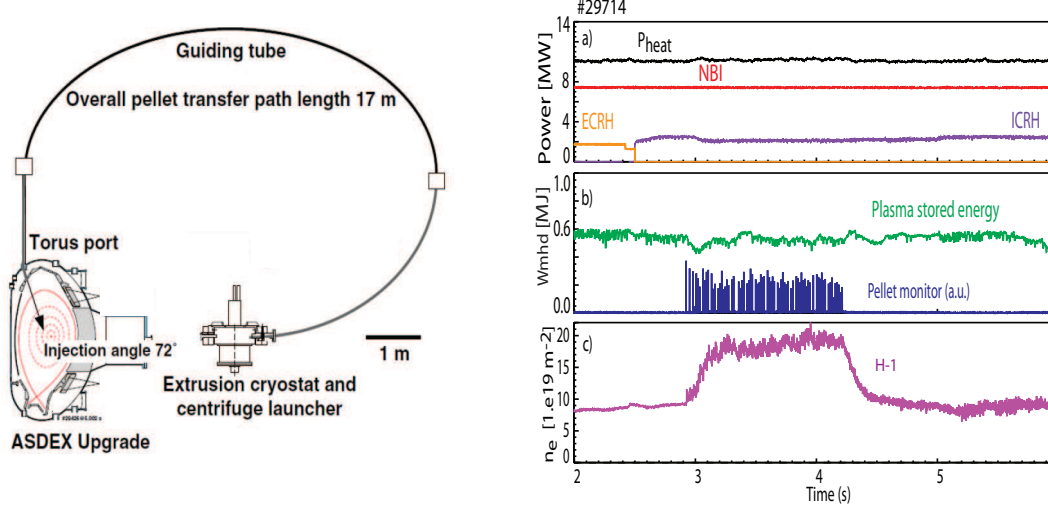 Guiding tube
Overall pellet transfer path length 17 m
Torus port
Injection angle 72°
1 m
Extrusion cryostat and
centrifuge launcher
ASDEX Upgrade
#29714
a)
Pheat
NBI
ECRH
ICRH
Power [MW]
14
8
4
2
0
b)
Plasma stored energy
Pellet monitor (a.u.)
Wmhd [MJ]
1.0
0.6
0.0
c)
H-1
ne [1.e19 m-2]
20
15
10
5
0
2
3
4
5
Time (s)